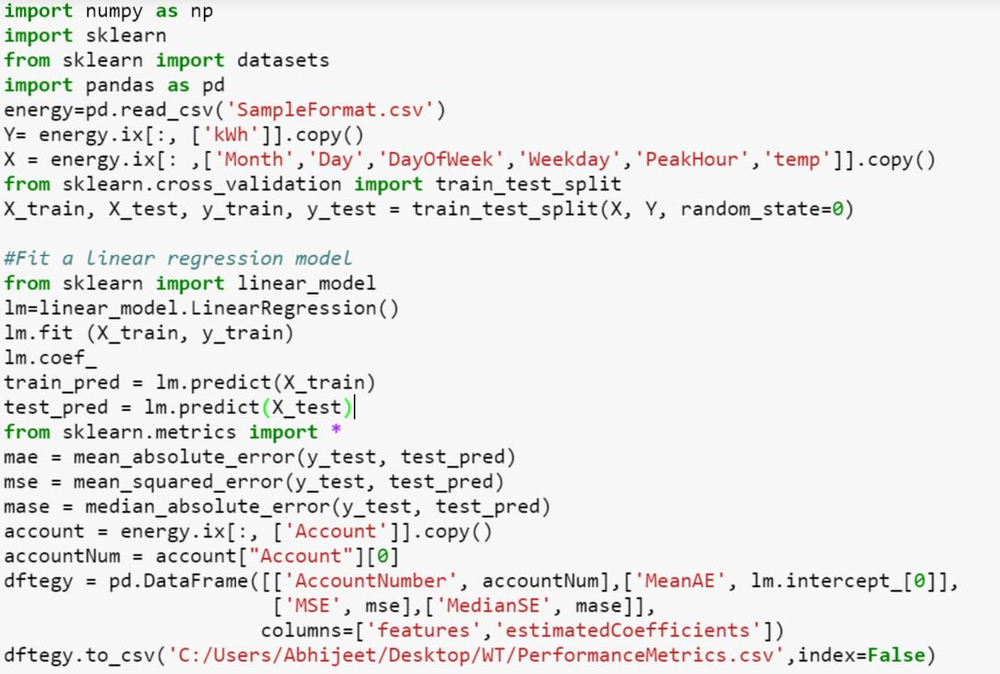 import numpy as np
import sklearn
from sklearn import datasets
import pandas as pd
energy=pd.read_csv('SampleFormat.csv')
Y= energy.ix[:, ['kWh']].copy()
X = energy.ix[: ,['Month','Day','DayOfWeek','Weekday','PeakHour','temp']].copy()
from sklearn.cross_validation import train_test_split
X_train, X_test, y_train, y_test = train_test_split(X, Y, random_state=0)

#Fit a linear regression model
from sklearn import linear_model
lm=linear_model.LinearRegression()
lm.fit (X_train, y_train)
lm.coef_
train_pred = lm.predict(X_train)
test_pred = lm.predict(X_test)
from sklearn.metrics import *
mae = mean_absolute_error(y_test, test_pred)
mse = mean_squared_error(y_test, test_pred)
mase = median_absolute_error(y_test, test_pred)
account = energy.ix[:, ['Account']].copy()
accountNum = account["Account"][0]
dftegy = pd.DataFrame([['AccountNumber', accountNum],['MeanAE', lm.intercept_[0]],
                       ['MSE', mse],['MedianSE', mase]],
                      columns=['features','estimatedCoefficients'])
dftegy.to_csv('C:/Users/Abhijeet/Desktop/WT/PerformanceMetrics.csv',index=False)